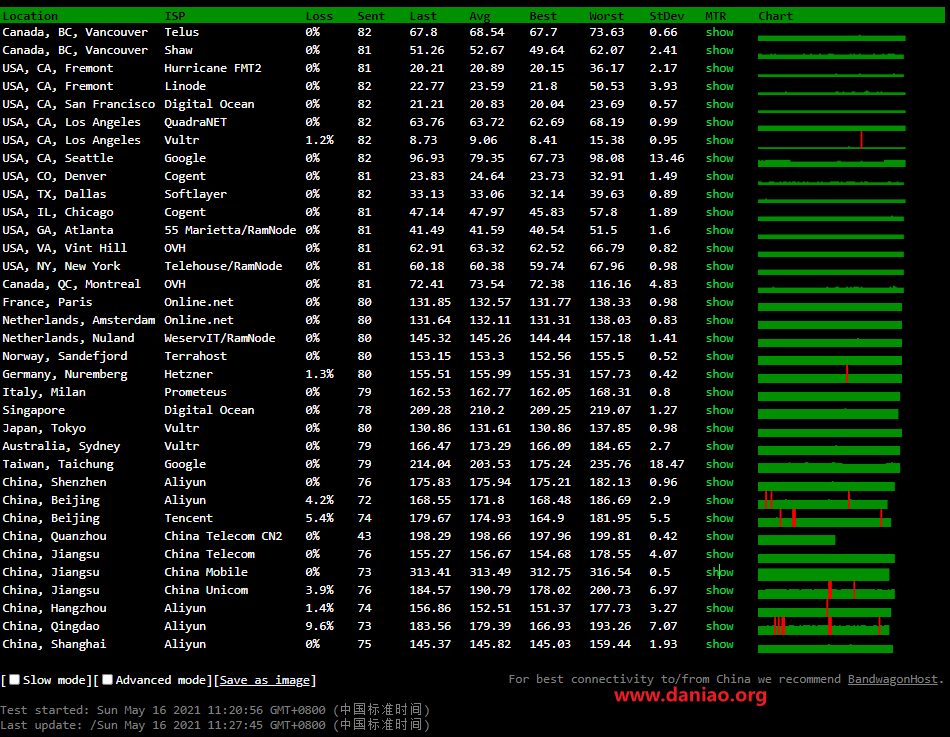 Location ISP Loss Sent Last Avg Best Worst StDev MTR Chart
Canada, BC, Vancouver Telus 0% 82 67.8 68.54 67.7 73.63 0.66 show
Canada, BC, Vancouver Shaw 0% 81 51.26 52.67 49.64 62.07 2.41 show
USA, CA, Fremont Hurricane FMT2 0% 81 20.21 20.89 20.15 36.17 2.17 show
USA, CA, Fremont Linode 0% 82 22.77 23.59 21.8 50.53 3.93 show
USA, CA, San Francisco Digital Ocean 0% 82 21.21 20.83 20.04 23.69 0.57 show
USA, CA, Los Angeles QuadraNET 0% 82 63.76 63.72 62.69 68.19 0.99 show
USA, CA, Los Angeles Vultr 1.2% 82 8.73 9.06 8.41 15.38 0.95 show
USA, CA, Seattle Google 0% 82 96.93 79.35 67.73 98.08 13.46 show
USA, CO, Denver Cogent 0% 81 23.83 24.64 23.73 32.91 1.49 show
USA, TX, Dallas Softlayer 0% 82 33.13 33.06 32.14 39.63 0.89 show
USA, IL, Chicago Cogent 0% 81 47.14 47.97 45.83 57.8 1.89 show
USA, GA, Atlanta 55 Marietta/RamNode 0% 81 41.49 41.59 40.54 51.5 1.6 show
USA, VA, Vint Hill OVH 0% 81 62.91 63.32 62.52 66.79 0.82 show
USA, NY, New York Telehouse/RamNode 0% 81 60.18 60.38 59.74 67.96 0.98 show
Canada, QC, Montreal OVH 0% 81 72.41 73.54 72.38 116.16 4.83 show
France, Paris Online.net 0% 80 131.85 132.57 131.77 138.33 0.98 show
Netherlands, Amsterdam Online.net 0% 80 131.64 132.11 131.31 138.03 0.83 show
Netherlands, Nuland WeservIT/RamNode 0% 80 145.32 145.26 144.44 157.18 1.41 show
Norway, Sandefjord Terrahost 0% 80 153.15 153.3 152.56 155.5 0.52 show
Germany, Nuremberg Hetzner 1.3% 80 155.51 155.99 155.31 157.73 0.42 show
Italy, Milan Prometeus 0% 79 162.53 162.77 162.05 168.31 0.8 show
Singapore Digital Ocean 0% 78 209.28 210.2 209.25 219.07 1.27 show
Japan, Tokyo Vultr 0% 80 130.86 131.61 130.86 137.85 0.98 show
Australia, Sydney Vultr 0% 79 166.47 173.29 166.09 184.65 2.7 show
Taiwan, Taichung Google 0% 79 214.04 203.53 175.24 235.76 18.47 show
China, Shenzhen Aliyun 0% 76 175.83 175.94 175.21 182.13 0.96 show
China, Beijing Aliyun 4.2% 72 168.55 171.8 168.48 186.69 2.9 show
China, Beijing Tencent 5.4% 74 179.67 174.93 164.9 181.95 5.5 show
China, Quanzhou China Telecom CN2 0% 43 198.29 198.66 197.96 199.81 0.42 show
China, Jiangsu China Telecom 0% 76 155.27 156.67 154.68 178.55 4.07 show
China, Jiangsu China Mobile 0% 73 313.41 313.49 312.75 316.54 0.5 show
China, Jiangsu China Unicom 3.9% 76 184.57 190.79 178.02 200.73 6.97 show
China, Hangzhou Aliyun 1.4% 74 156.86 152.51 151.37 177.73 3.27 show
China, Qingdao Aliyun 9.6% 73 183.56 179.39 166.93 193.26 7.07 show
China, Shanghai Aliyun 0% 75 145.37 145.82 145.03 159.44 1.93 show
[Slow mode][Advanced mode][Save as image] For best connectivity to/from China we recommend BandwagonHost.
www.daniao.org
Test started: Sun May 16 2021 11:20:56 GMT+0800 (中国标准时间)
Last update: /Sun May 16 2021 11:27:45 GMT+0800 (中国标准时间)